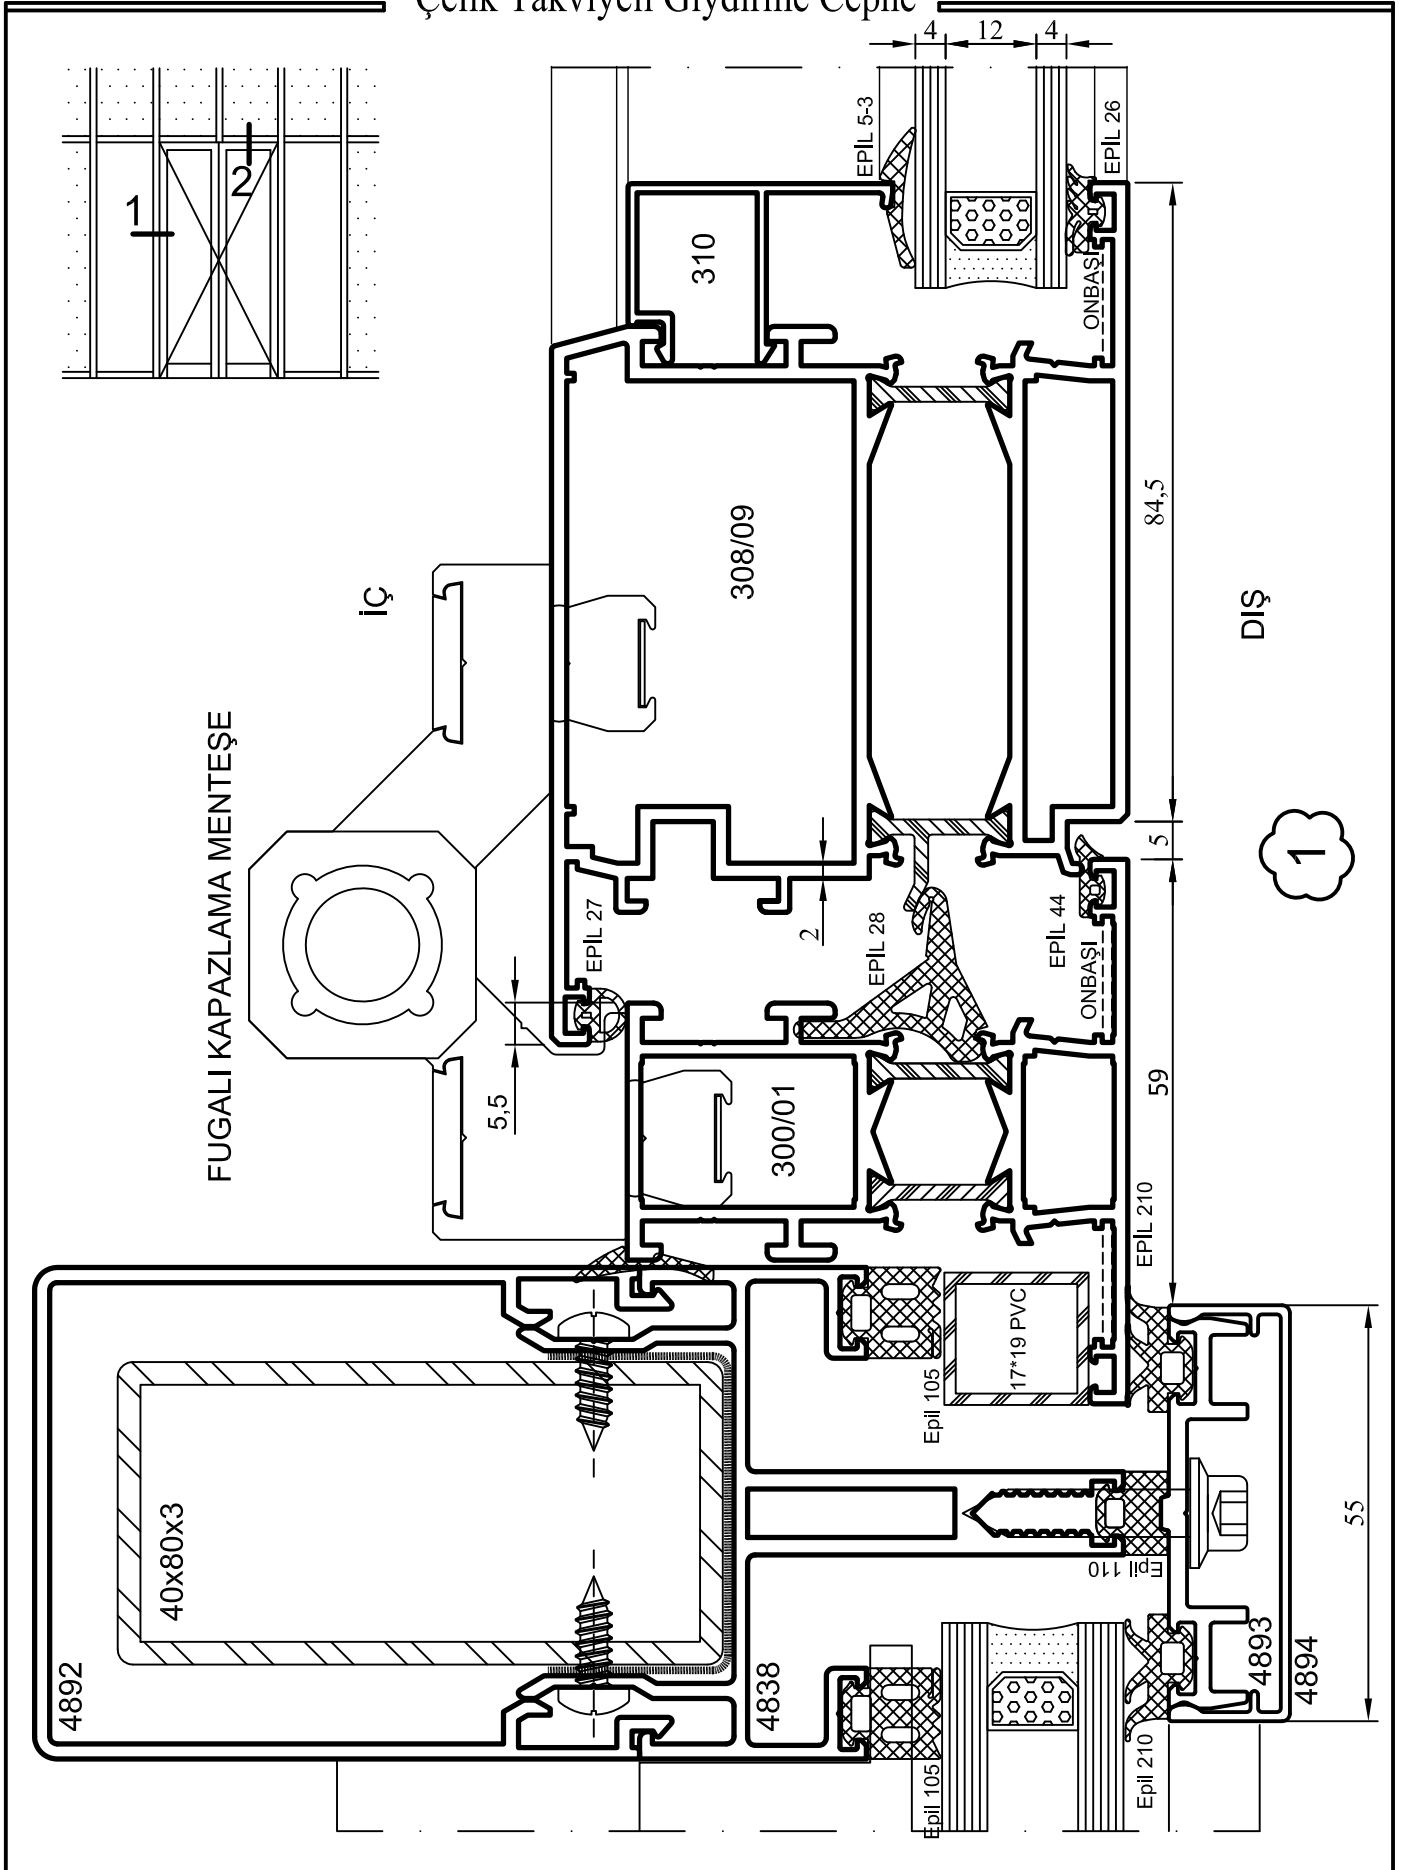 Çelik Takviyeli Giydirme Cephe
4
12
4
1
2
EPİL 5-3
EPİL 26
310
ONBAŞI
308/09
84,5
İÇ
DIŞ
FUGALI KAPAZLAMA MENTEŞE
5
1
EPİL 27
2
EPİL 28
EPİL 44
ONBAŞI
5,5
300/01
59
EPİL 210
17*19 PVC
Epil 105
40x80x3
55
Epil 110
4892
4838
4893
4894
Epil 105
Epil 210